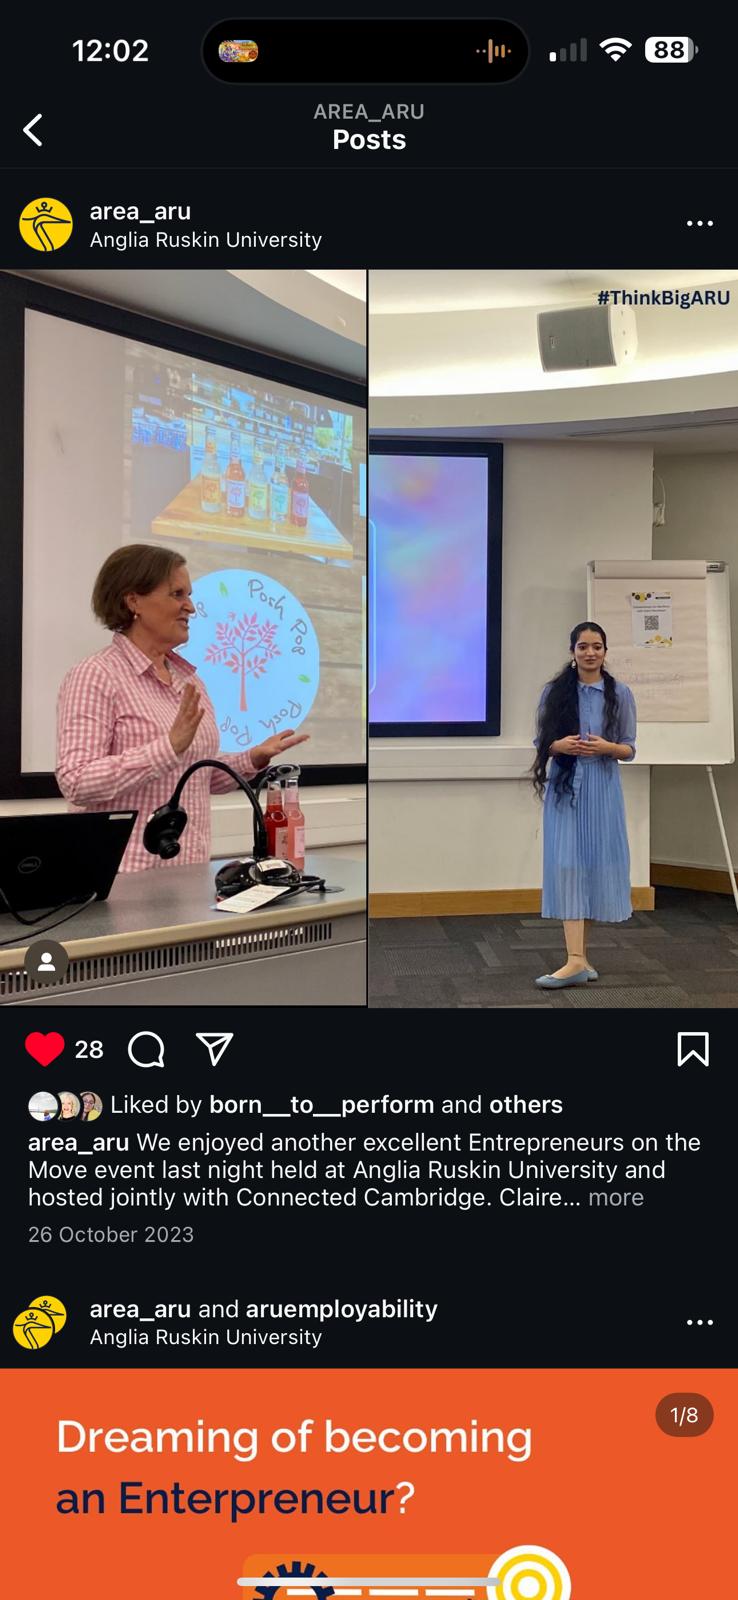 12:02
88
AREA_ARU
Posts
area_aru
Anglia Ruskin University
#ThinkBigARU
Posh Pop
Posh Pop
DELL
28
Liked by born__to__perform and others
area_aru We enjoyed another excellent Entrepreneurs on the
Move event last night held at Anglia Ruskin University and
hosted jointly with Connected Cambridge. Claire... more
26 October 2023
area_aru and aruemployability
Anglia Ruskin University
1/8
Dreaming of becoming
an Enterpreneur?